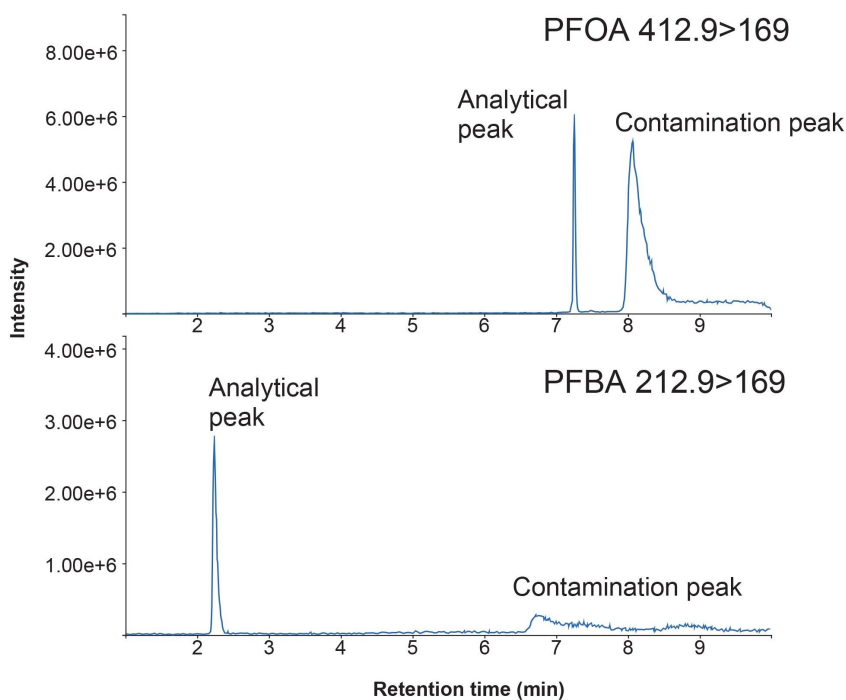 PFOA 412.9>169
8.00e+6
Analytical
peak
Contamination peak
6.00e+6
4.00e+6
2.00e+6
2 3 4 5 6 7 8 9
Intensity
4.00e+6
PFBA 212.9>169
Analytical
peak
3.00e+6
2.00e+6
1.00e+6
Contamination peak
2 3 4 5 6 7 8 9
Retention time (min)